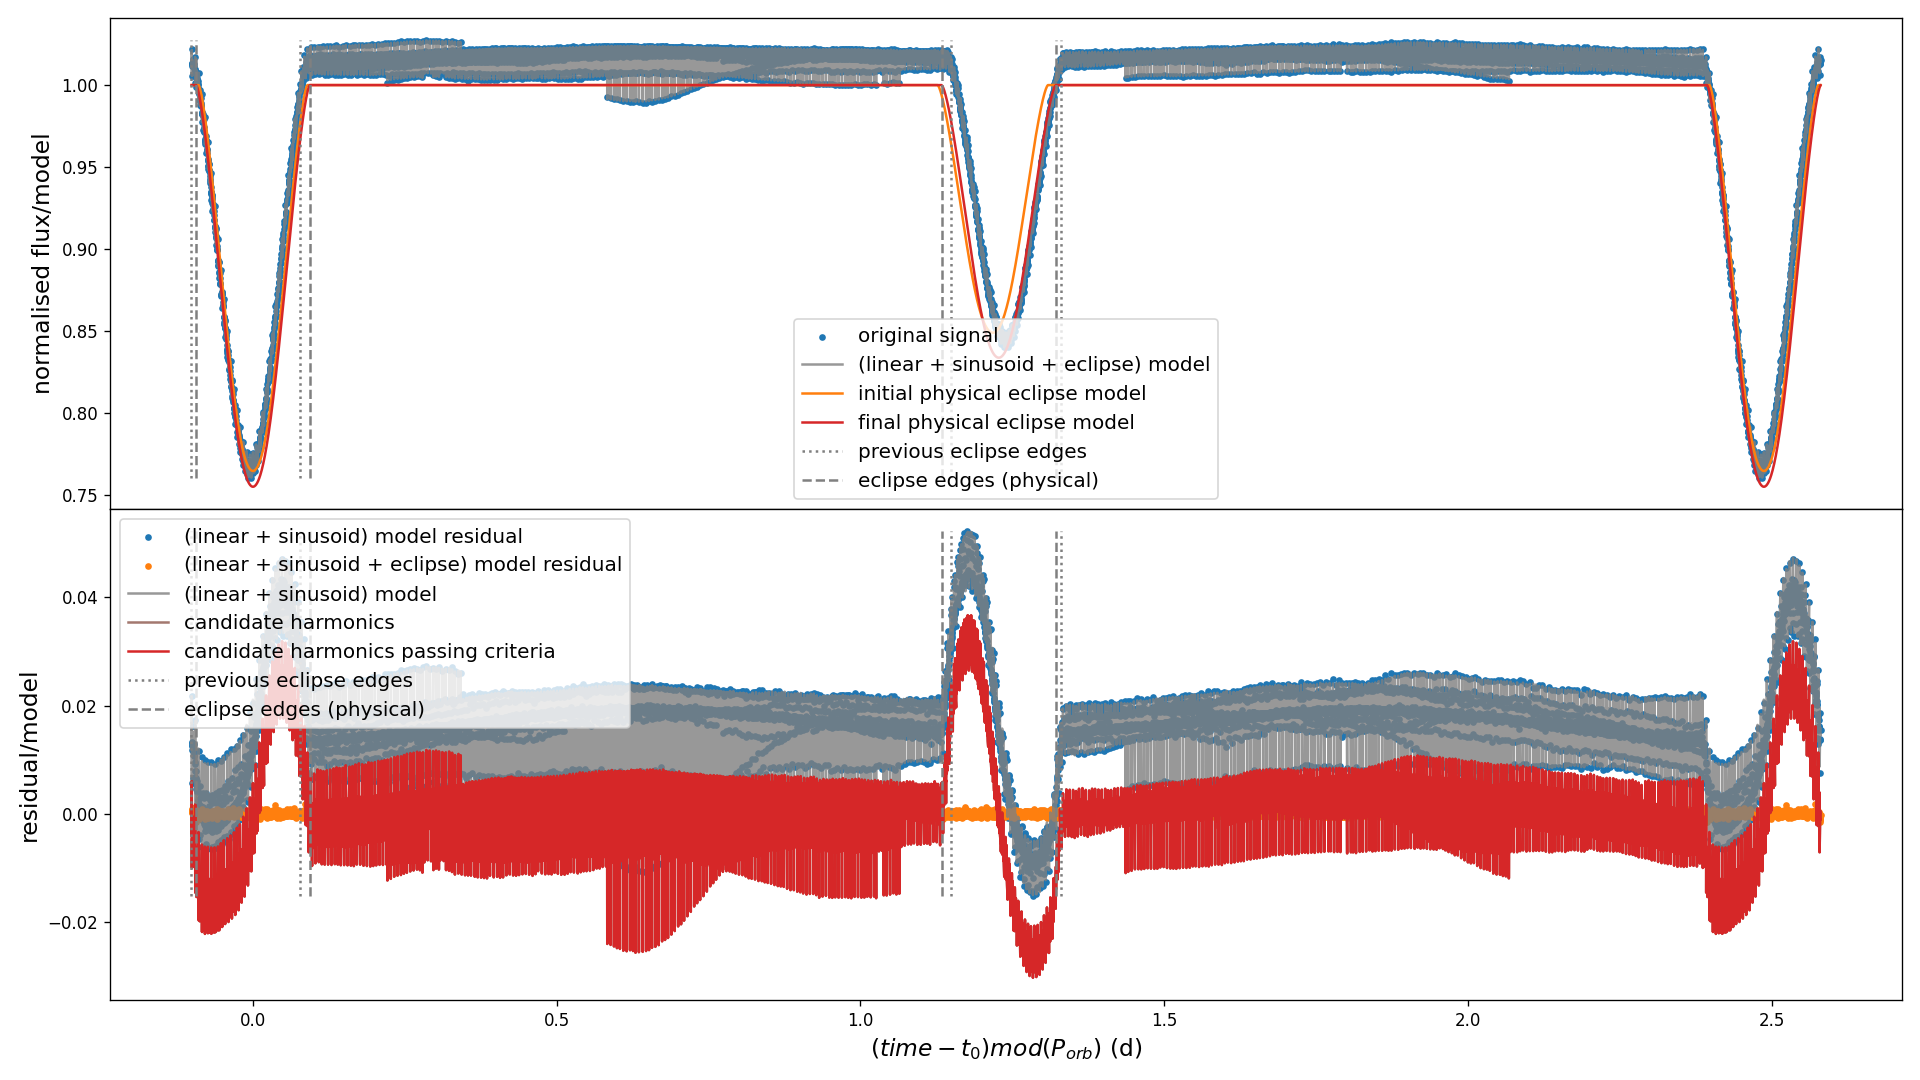 1.00
0.95
0.90
0.85
0.80
0.75
normalised flux/model
original signal
(linear + sinusoid + eclipse) model
initial physical eclipse model
final physical eclipse model
previous eclipse edges
eclipse edges (physical)
(linear + sinusoid) model residual
(linear + sinusoid + eclipse) model residual
(linear + sinusoid) model
candidate harmonics
candidate harmonics passing criteria
previous eclipse edges
eclipse edges (physical)
0.04
0.02
0.00
−0.02
residual/model
0.0 0.5 1.0 1.5 2.0 2.5
(time − t₀)mod(P_orb) (d)